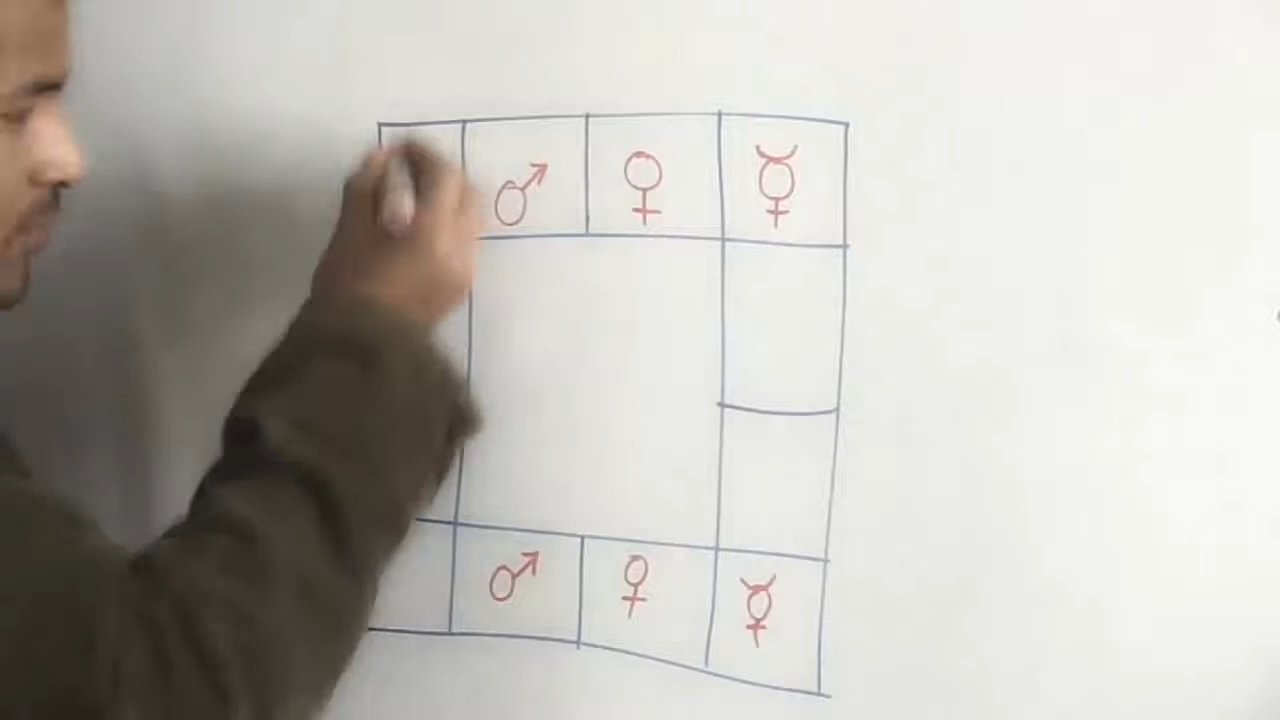 ♂ ♀ ☿
♂ ♀ ☿